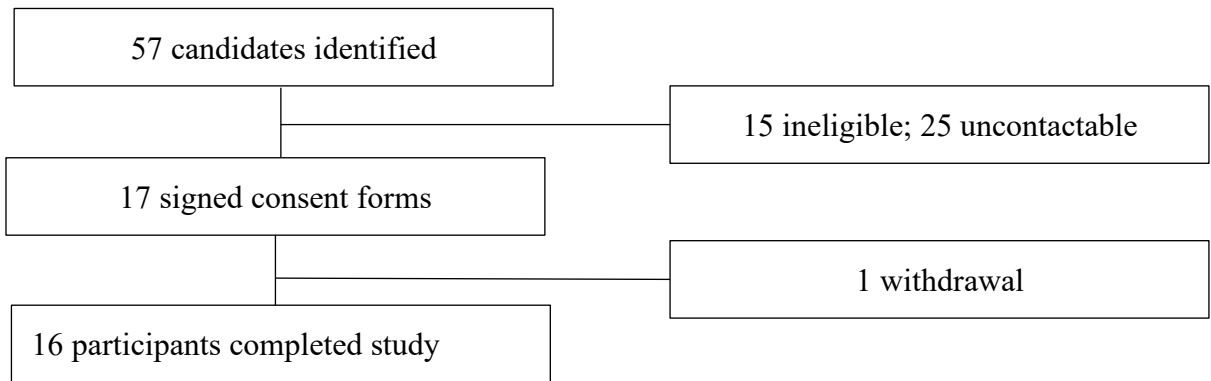 57 candidates identified
15 ineligible; 25 uncontactable
17 signed consent forms
1 withdrawal
16 participants completed study